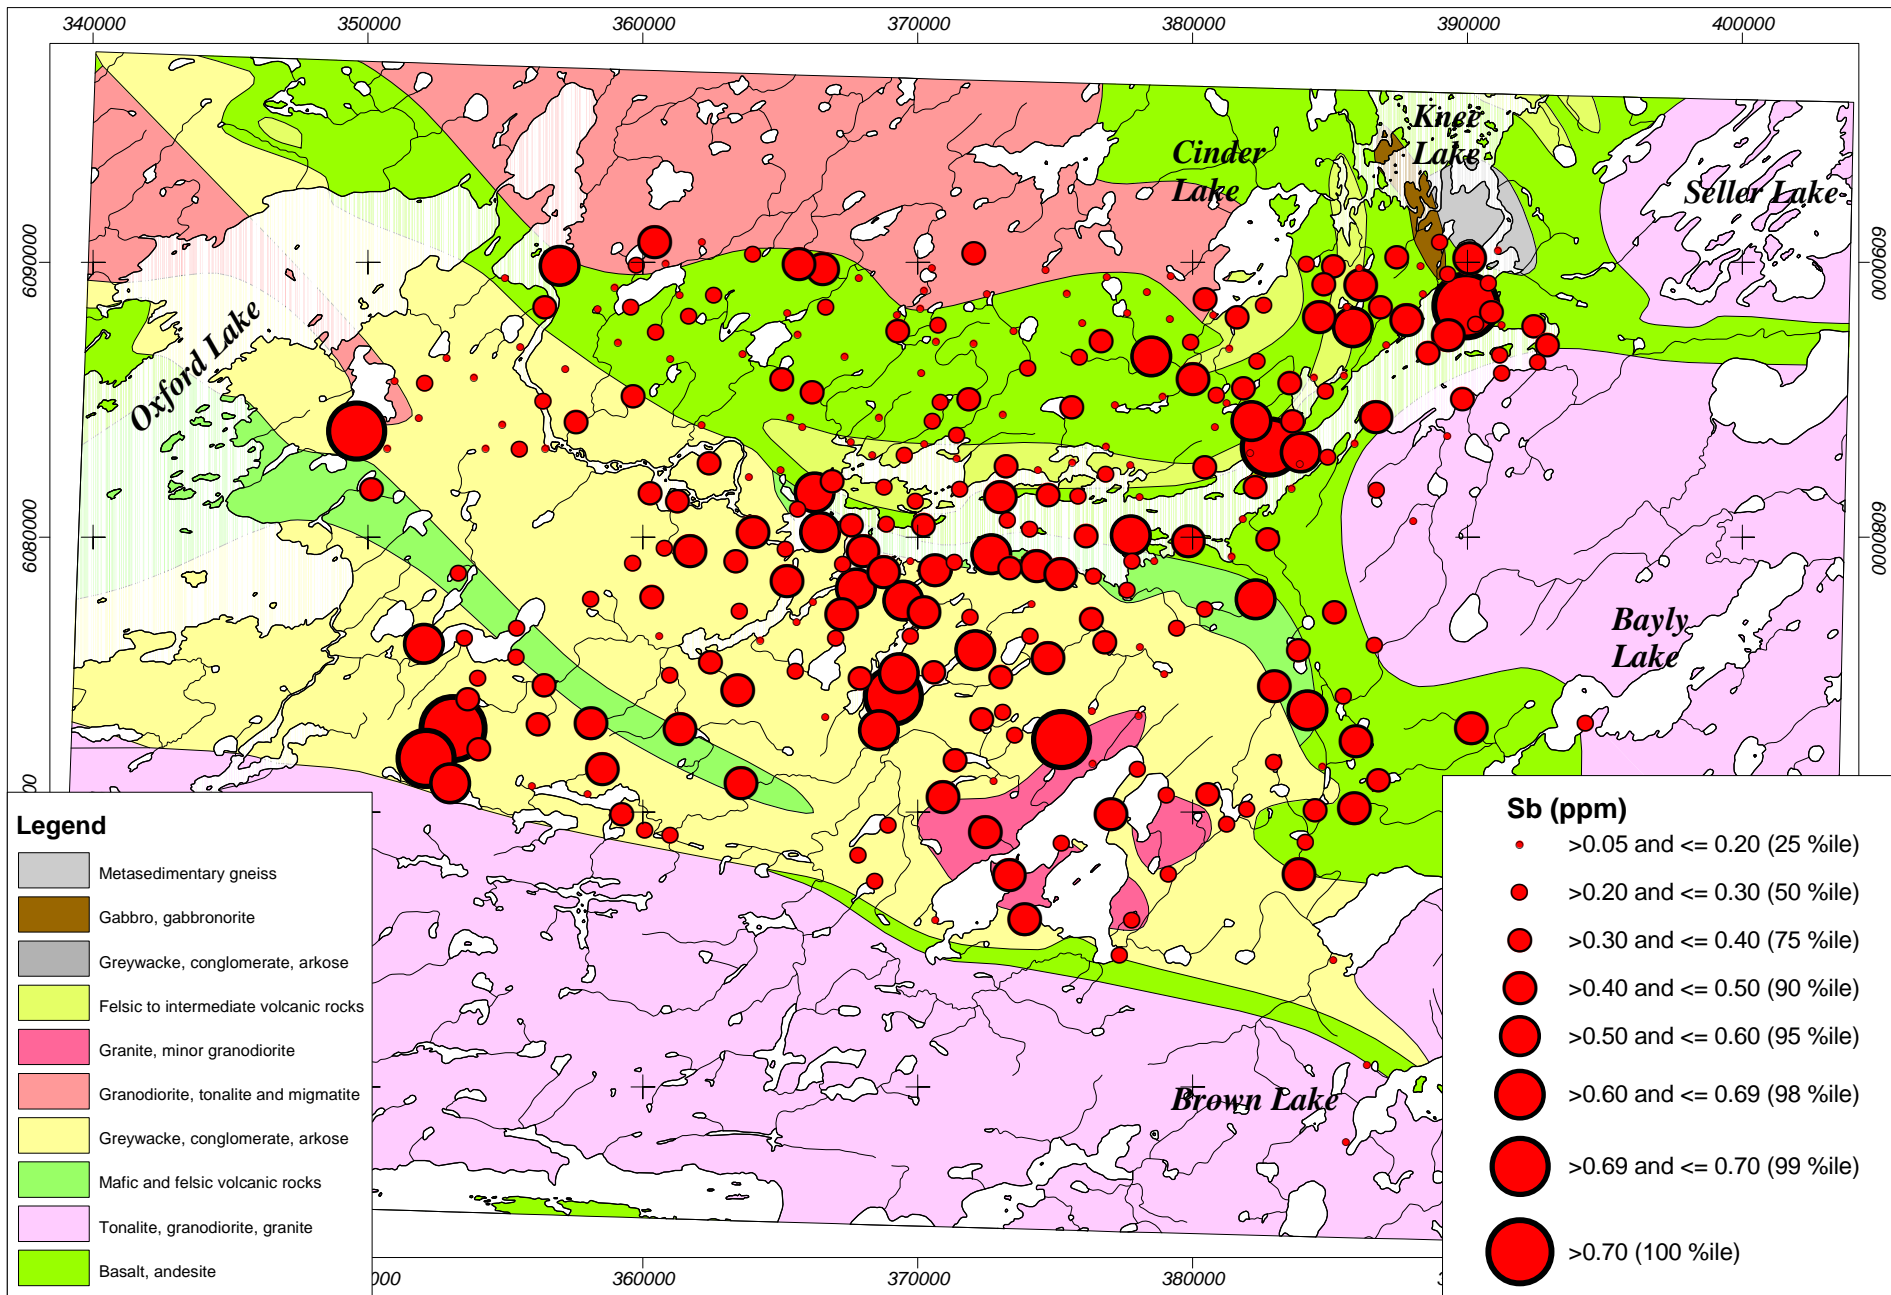 340000 350000 360000 370000 380000 390000 400000
Knee
Lake
Cinder
Lake
Seller Lake
6090000
6090000
Oxford Lake
6080000
6080000
Bayly
Lake
Brown Lake
Legend
Metasedimentary gneiss
Gabbro, gabbronorite
Greywacke, conglomerate, arkose
Felsic to intermediate volcanic rocks
Granite, minor granodiorite
Granodiorite, tonalite and migmatite
Greywacke, conglomerate, arkose
Mafic and felsic volcanic rocks
Tonalite, granodiorite, granite
Basalt, andesite
Sb (ppm)
>0.05 and <= 0.20 (25 %ile)
>0.20 and <= 0.30 (50 %ile)
>0.30 and <= 0.40 (75 %ile)
>0.40 and <= 0.50 (90 %ile)
>0.50 and <= 0.60 (95 %ile)
>0.60 and <= 0.69 (98 %ile)
>0.69 and <= 0.70 (99 %ile)
>0.70 (100 %ile)
360000 370000 380000